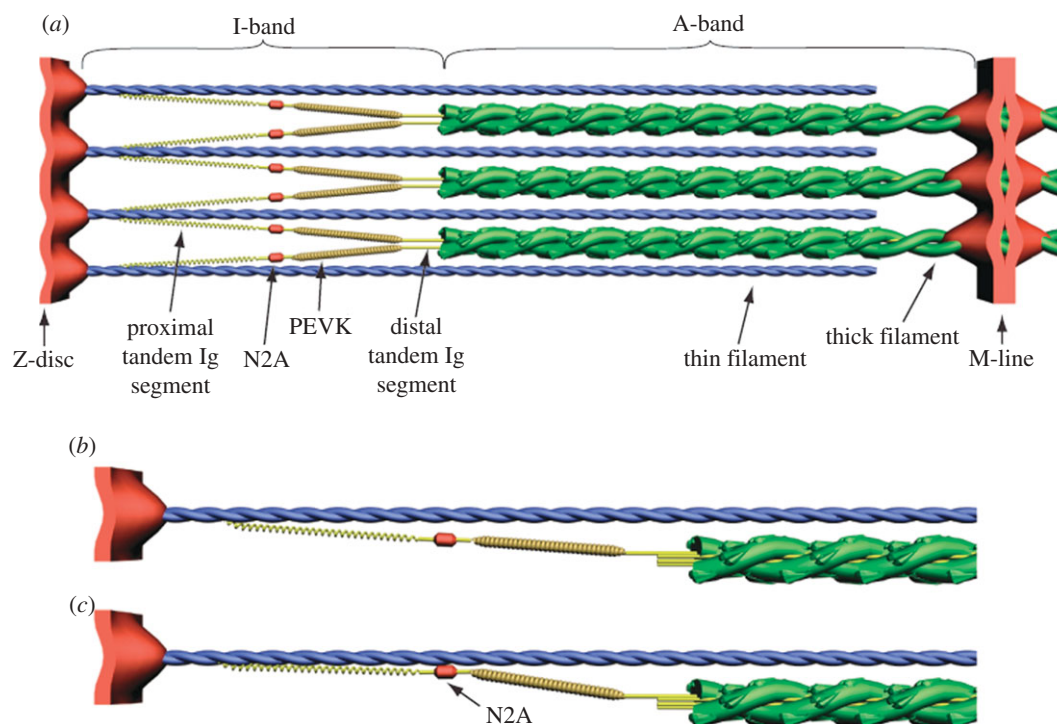 (a)
I-band
A-band
Z-disc
proximal
tandem Ig
segment
N2A
PEVK
distal
tandem Ig
segment
thin filament
thick filament
M-line
(b)
(c)
N2A